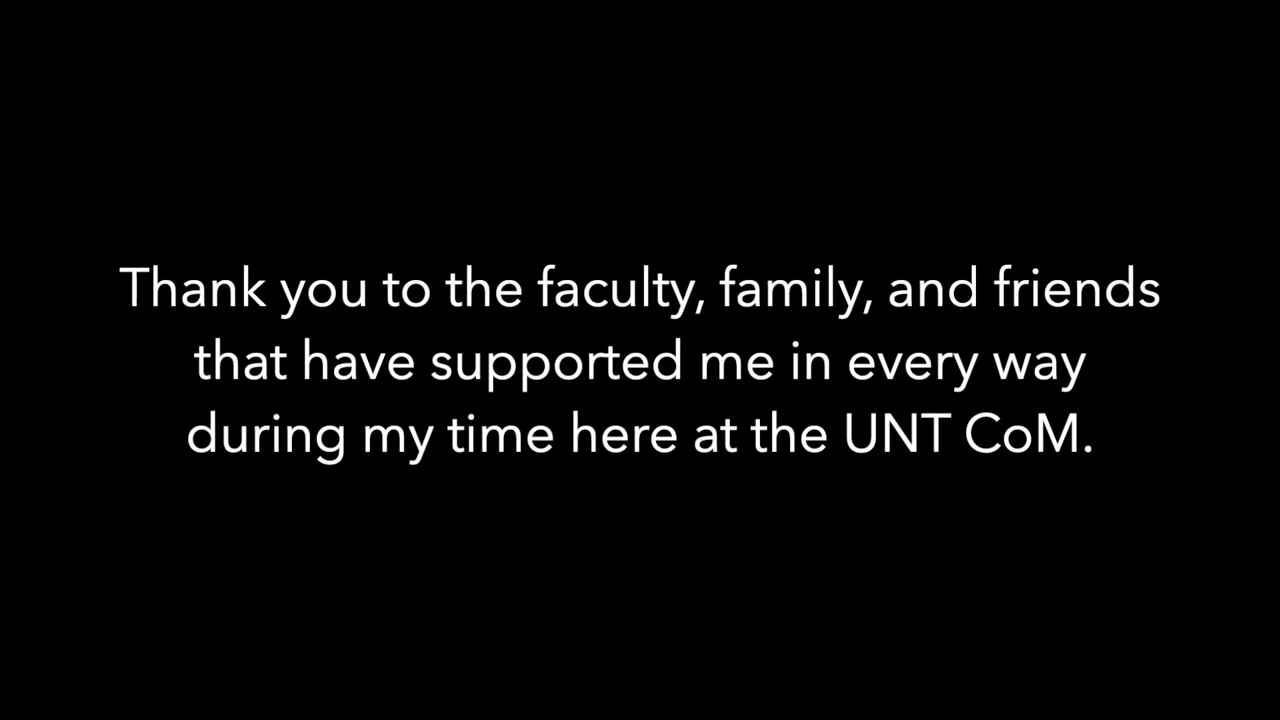 Thank you to the faculty, family, and friends
that have supported me in every way
during my time here at the UNT CoM.